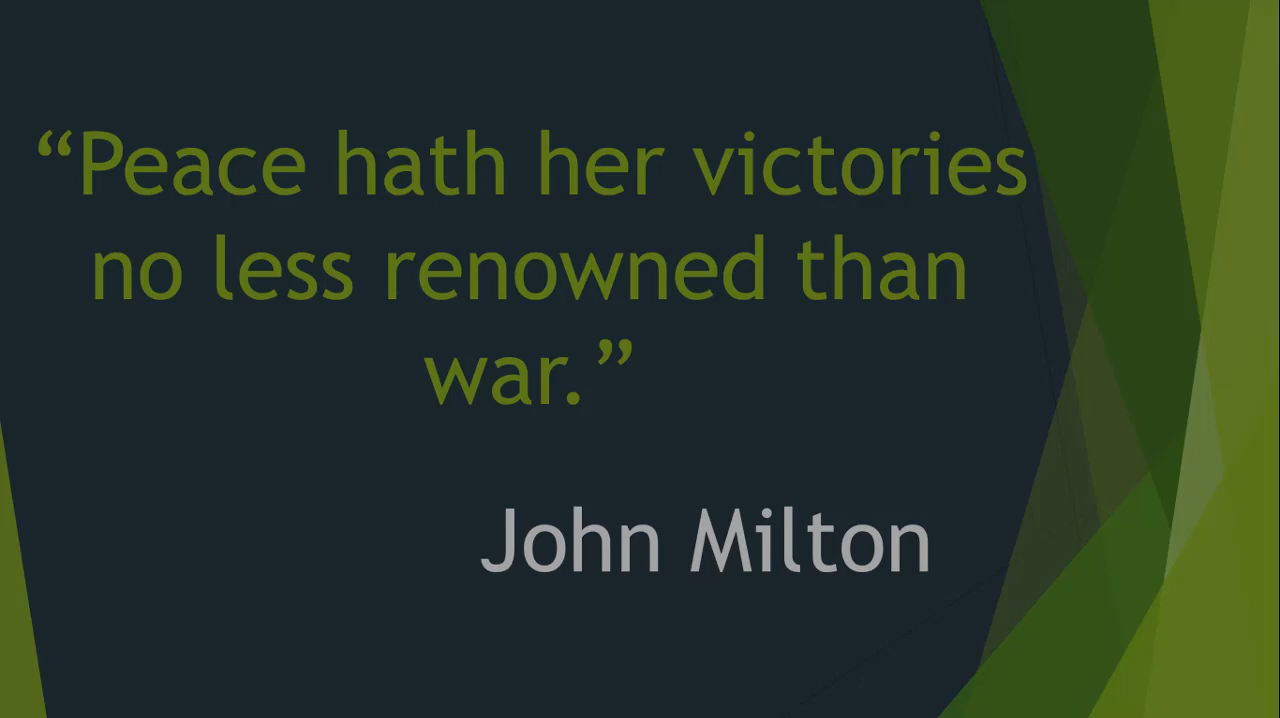 “Peace hath her victories
no less renowned than
war.”
John Milton